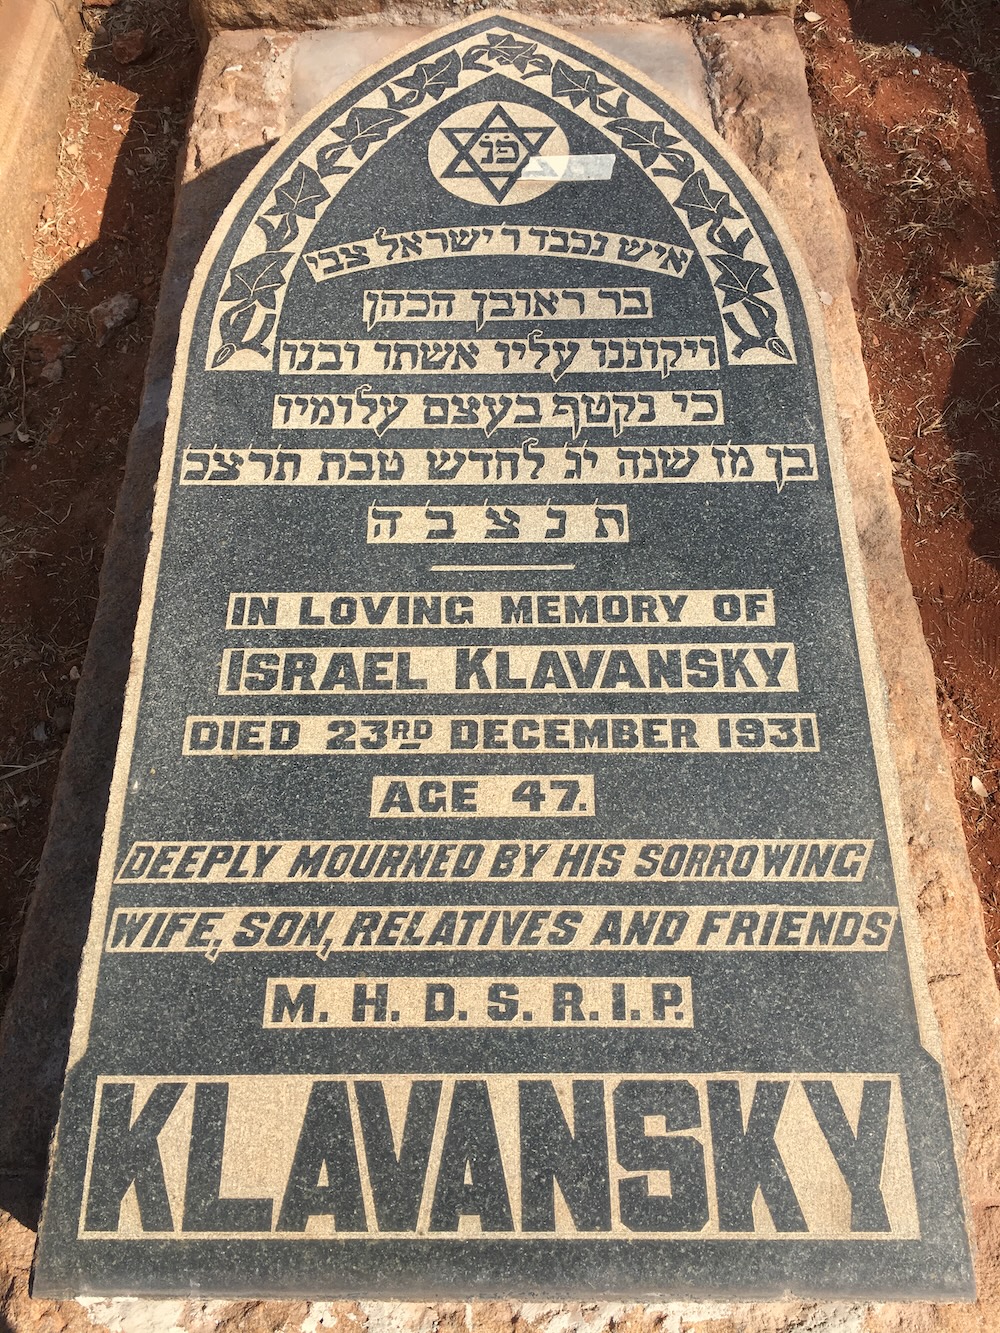 פ״נ
איש נכבד ר ישראל צבי
בר ראובן הכהן
ויקוננו עליו אשתו ובנו
כי נקטף בעצם עלומיו
בן מז שנה יג לחדש טבת תרצב
ת נ צ ב ה
IN LOVING MEMORY OF
ISRAEL KLAVANSKY
DIED 23RD DECEMBER 1931
AGE 47.
DEEPLY MOURNED BY HIS SORROWING
WIFE, SON, RELATIVES AND FRIENDS
M. H. D. S. R. I. P.
KLAVANSKY